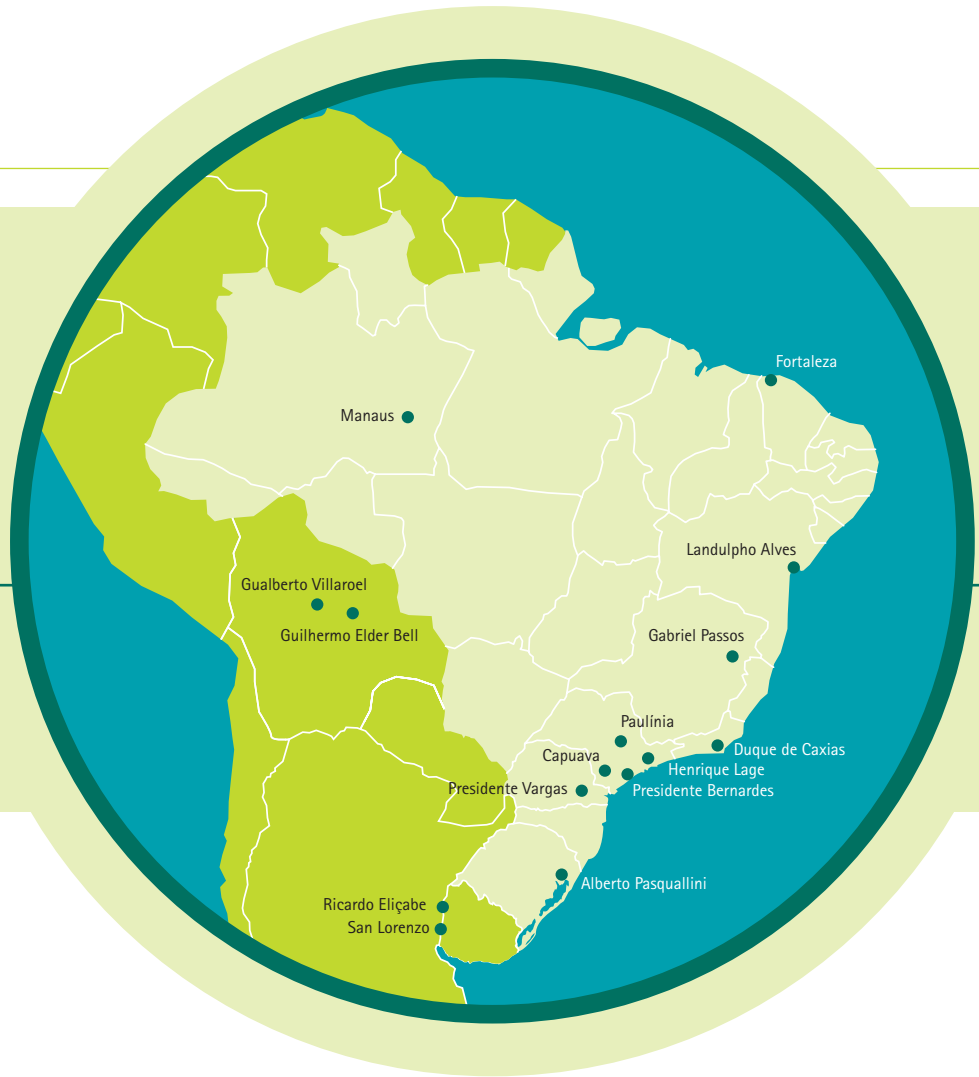 Fortaleza
Manaus
Landulpho Alves
Gualberto Villaroel
Guilhermo Elder Bell
Gabriel Passos
Paulínia
Duque de Caxias
Capuava
Henrique Lage
Presidente Vargas
Presidente Bernardes
Alberto Pasquallini
Ricardo Eliçabe
San Lorenzo